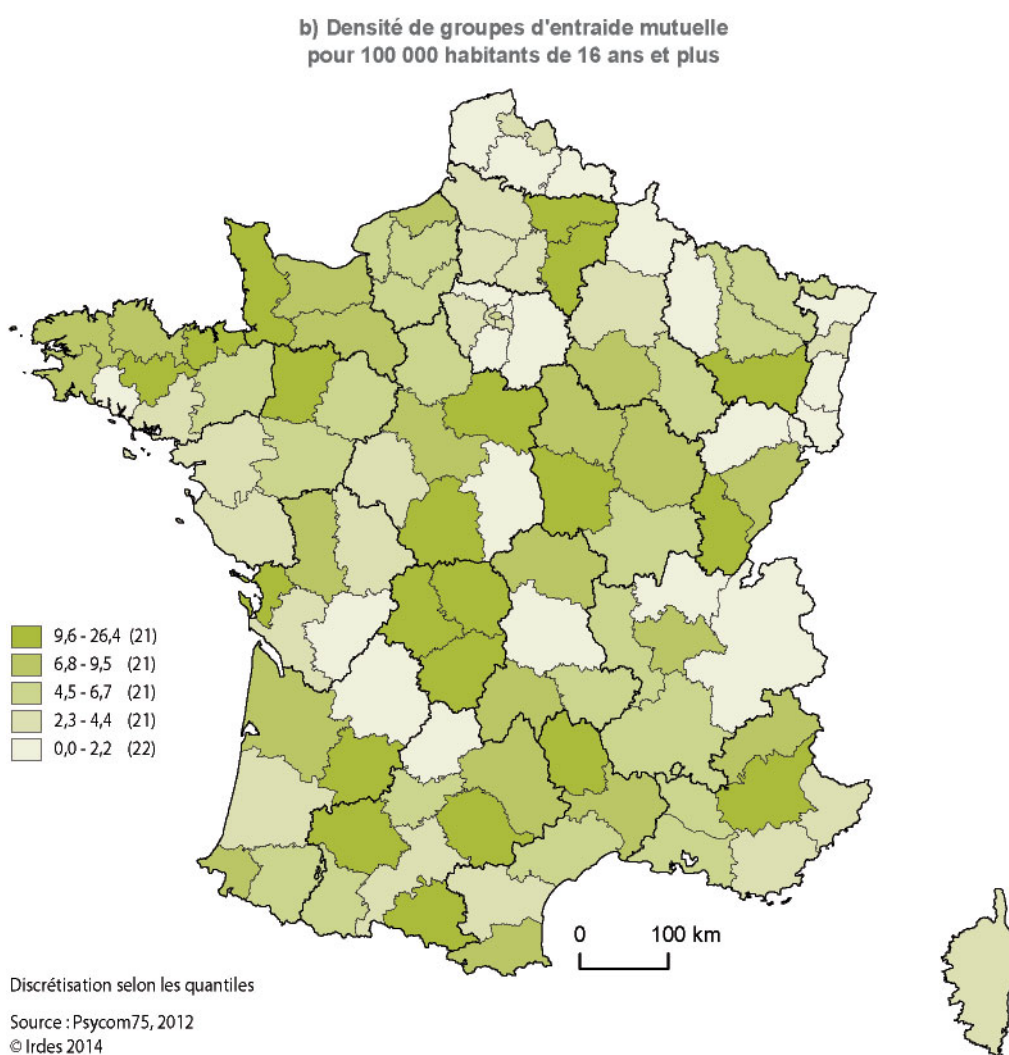 b) Densité de groupes d'entraide mutuelle
pour 100 000 habitants de 16 ans et plus
9,6 - 26,4 (21)
6,8 - 9,5 (21)
4,5 - 6,7 (21)
2,3 - 4,4 (21)
0,0 - 2,2 (22)
0 100 km
Discrétisation selon les quantiles
Source : Psycom75, 2012
© Irdes 2014